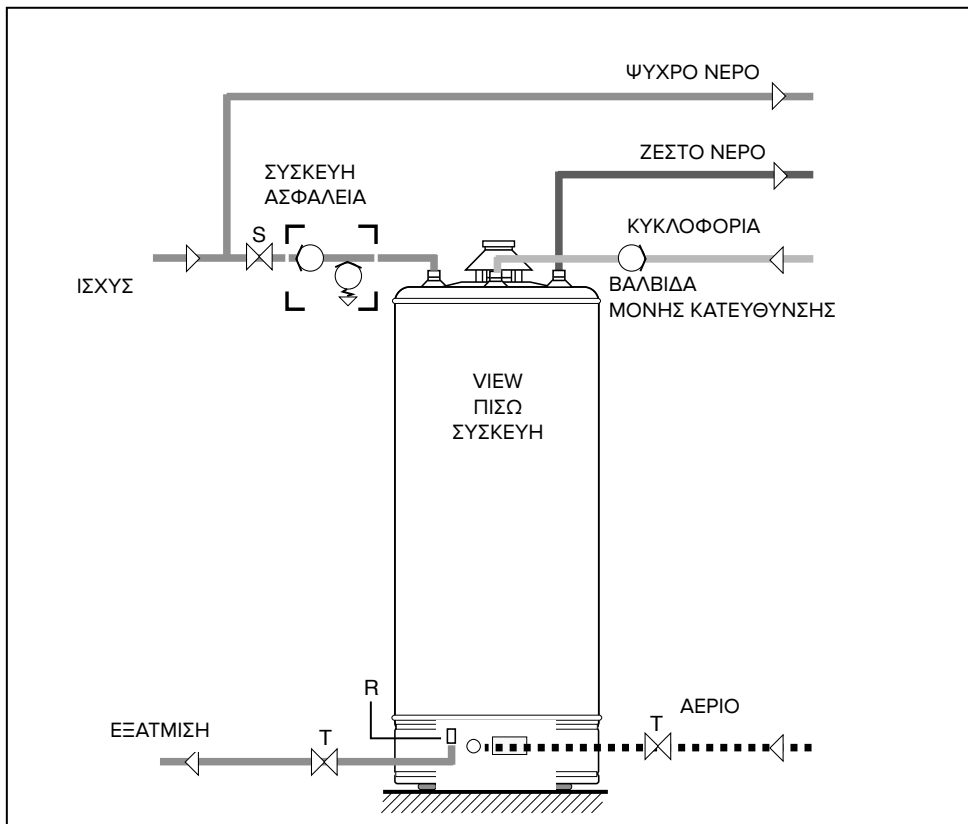 ΨΥΧΡΟ ΝΕΡΟ
ΖΕΣΤΟ ΝΕΡΟ
ΣΥΣΚΕΥΗ
ΑΣΦΑΛΕΙΑ
ΚΥΚΛΟΦΟΡΙΑ
S
ΙΣΧΥΣ
ΒΑΛΒΙΔΑ
ΜΟΝΗΣ ΚΑΤΕΥΘΥΝΣΗΣ
VIEW
ΠΙΣΩ
ΣΥΣΚΕΥΗ
R
ΕΞΑΤΜΙΣΗ
T
T
ΑΕΡΙΟ